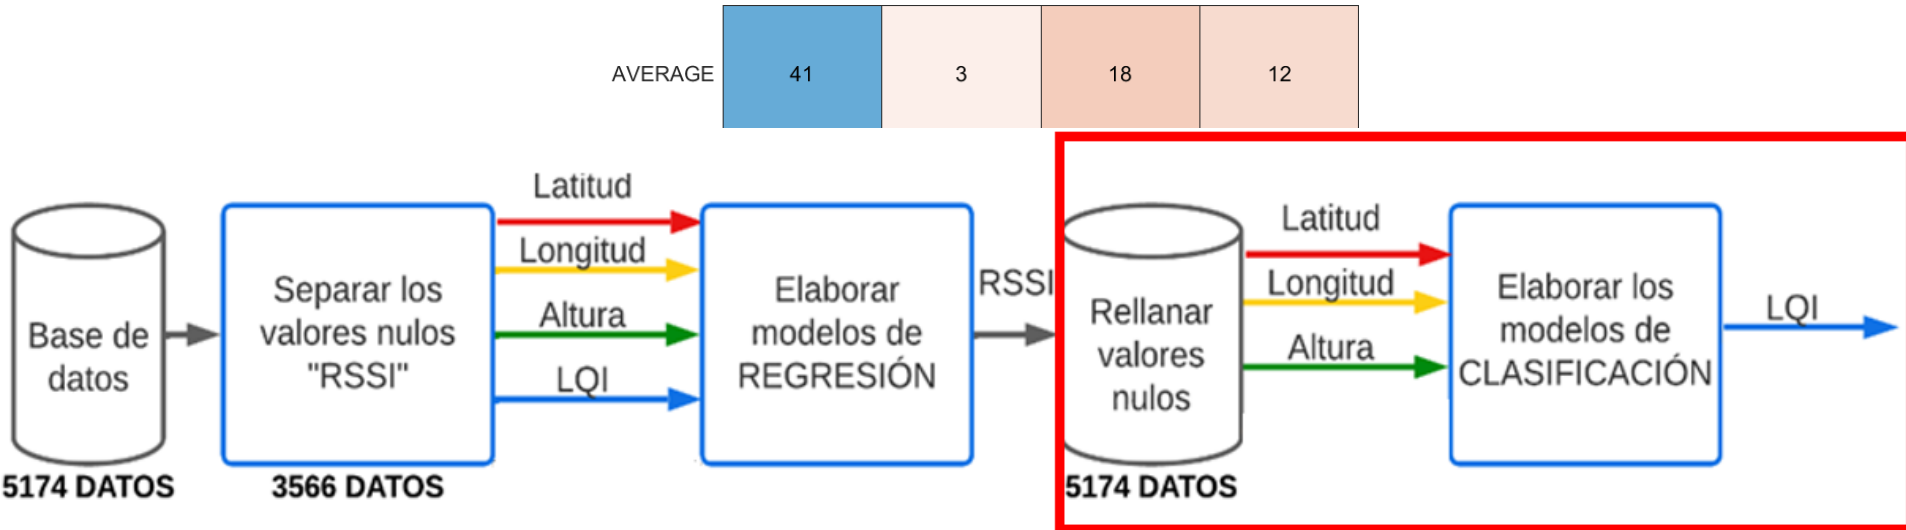 AVERAGE 41 3 18 12
Base de
datos
5174 DATOS
Separar los
valores nulos
"RSSI"
3566 DATOS
Latitud
Longitud
Altura
LQI
Elaborar
modelos de
REGRESIÓN
RSSI
Rellanar
valores
nulos
5174 DATOS
Latitud
Longitud
Altura
Elaborar los
modelos de
CLASIFICACIÓN
LQI